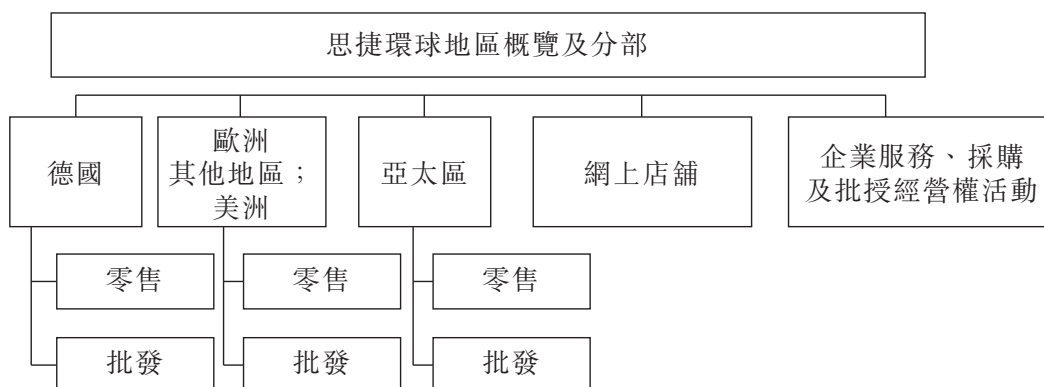 思捷環球地區概覽及分部
德國
歐洲
其他地區；
美洲
亞太區
網上店舖
企業服務、採購
及批授經營權活動
零售
零售
零售
批發
批發
批發